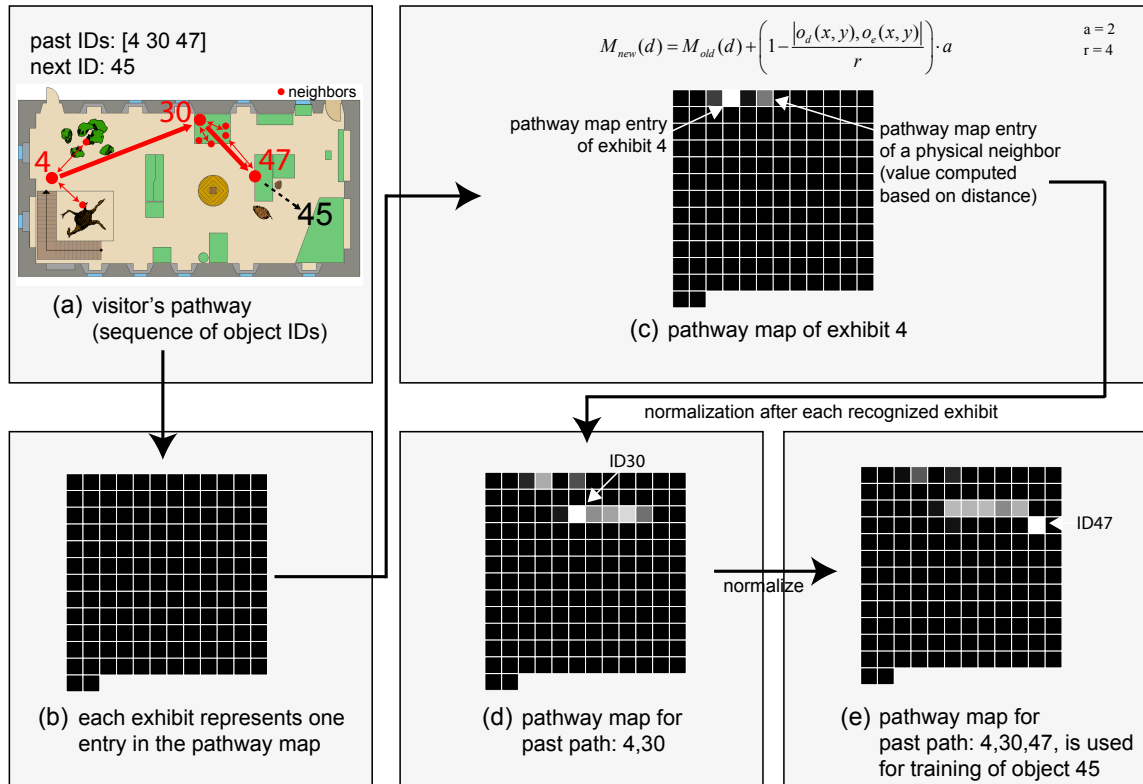 past IDs: [4 30 47]
next ID: 45
neighbors
30
4
47
45
(a) visitor's pathway
(sequence of object IDs)
M_new(d) = M_old(d) + (1 - |o_d(x, y), o_e(x, y)| / r) · a
a = 2
r = 4
pathway map entry
of exhibit 4
pathway map entry
of a physical neighbor
(value computed
based on distance)
(c) pathway map of exhibit 4
normalization after each recognized exhibit
(b) each exhibit represents one
entry in the pathway map
ID30
normalize
(d) pathway map for
past path: 4,30
ID47
(e) pathway map for
past path: 4,30,47, is used
for training of object 45